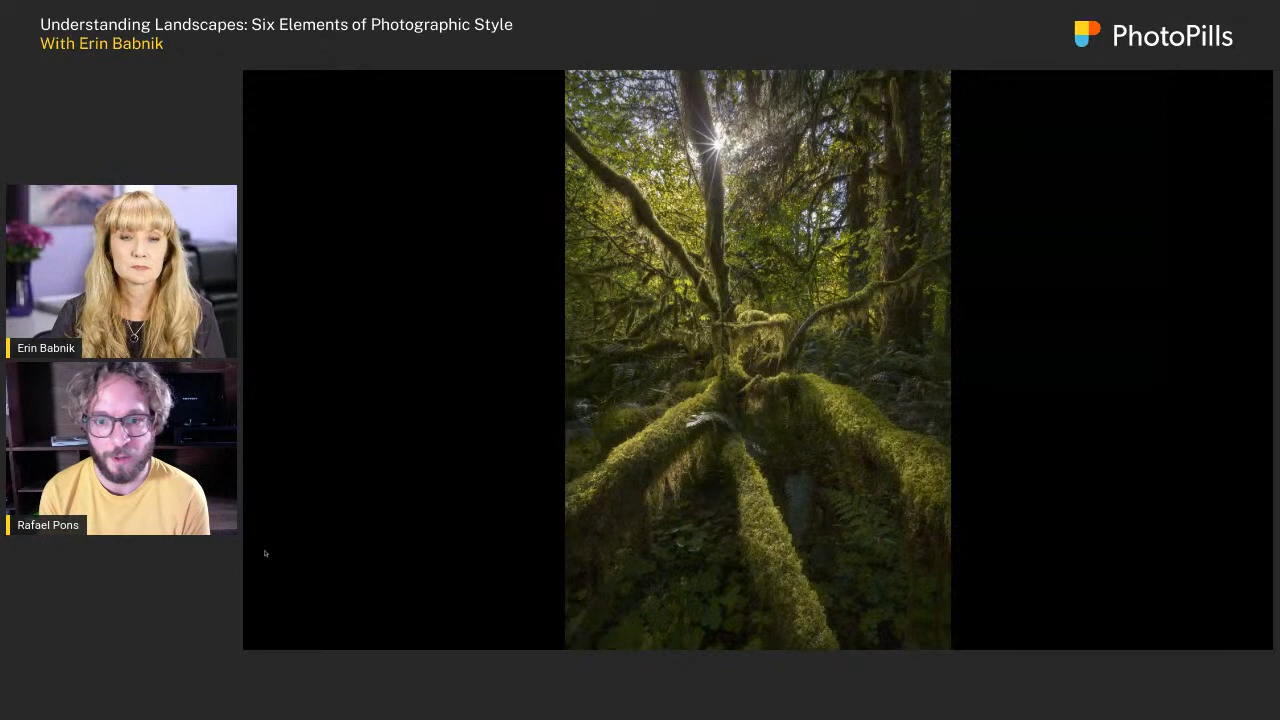 Understanding Landscapes: Six Elements of Photographic Style
With Erin Babnik
PhotoPills
Erin Babnik
Rafael Pons